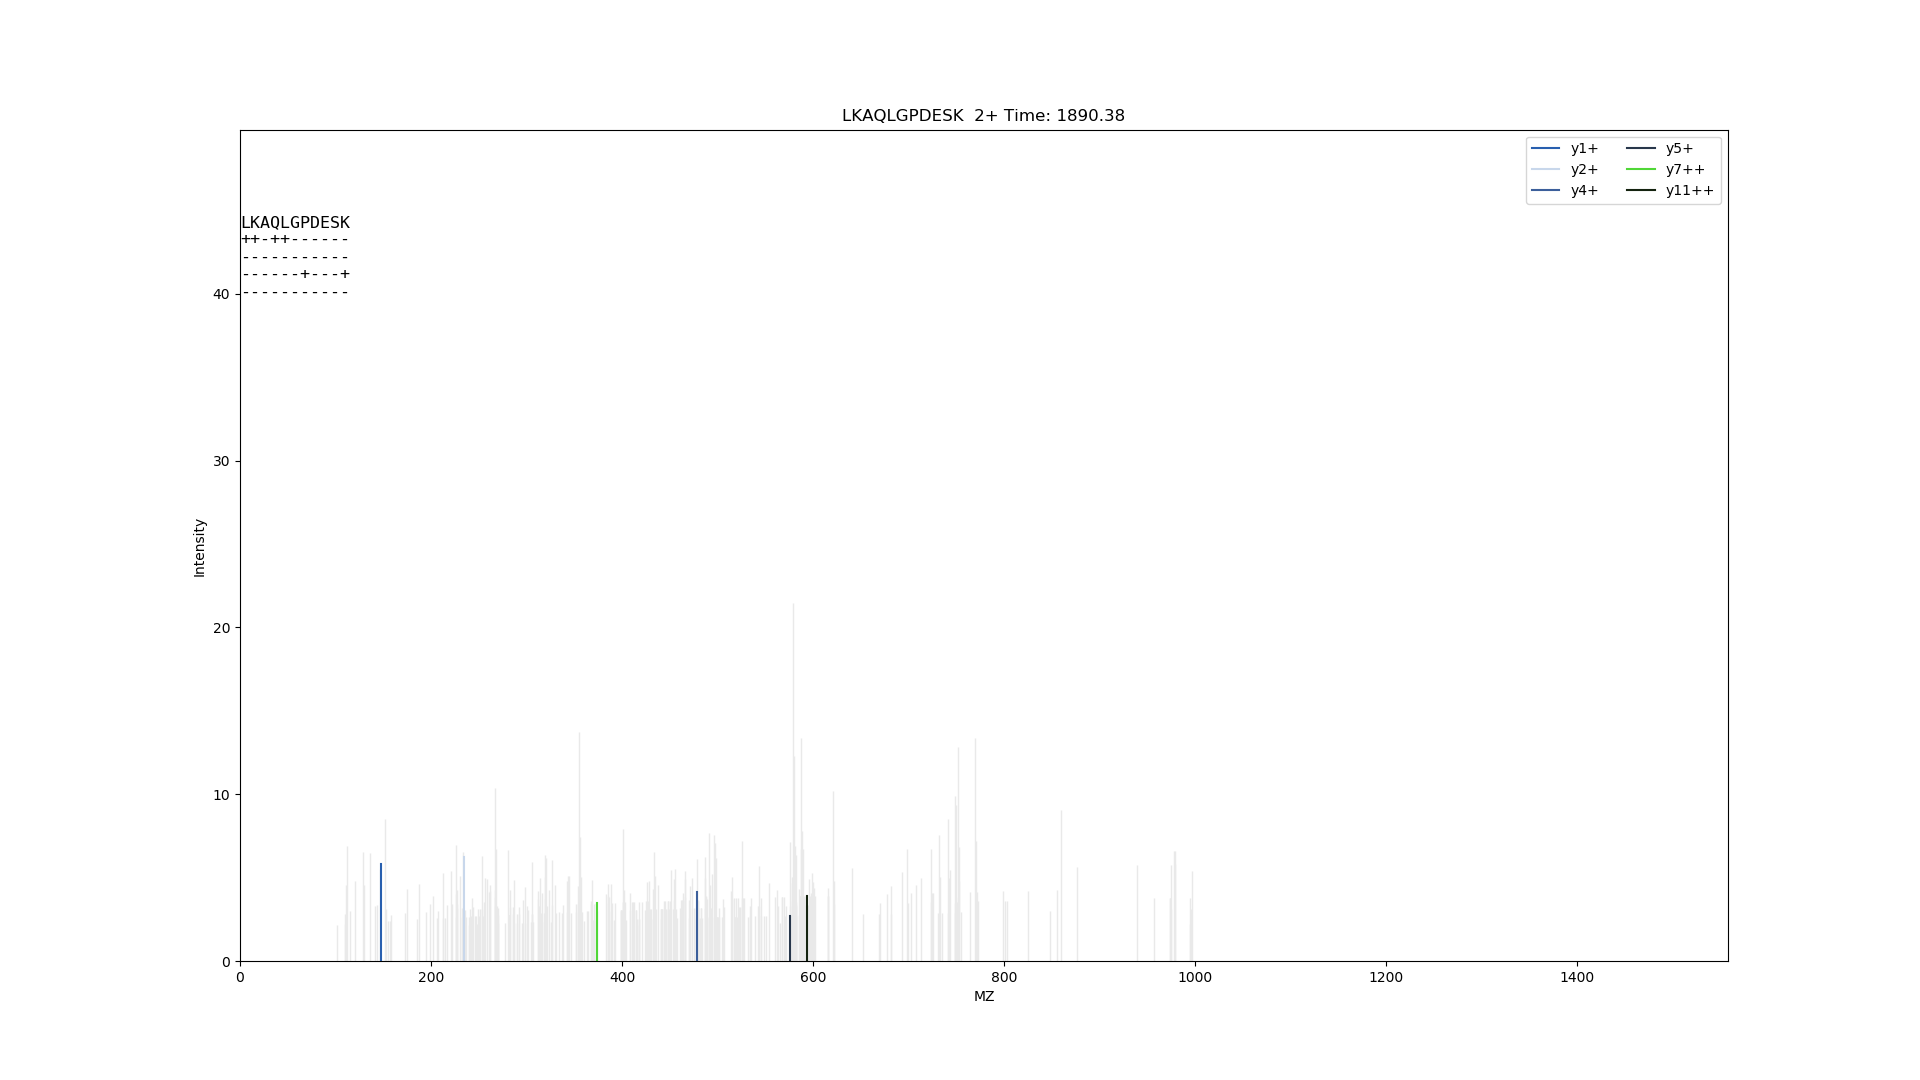 LKAQLGPDESK  2+ Time: 1890.38
y1+
y2+
y4+
y5+
y7++
y11++
LKAQLGPDESK
++-++------
-----------
------+---+
-----------
40
30
20
10
0
Intensity
0 200 400 600 800 1000 1200 1400
MZ